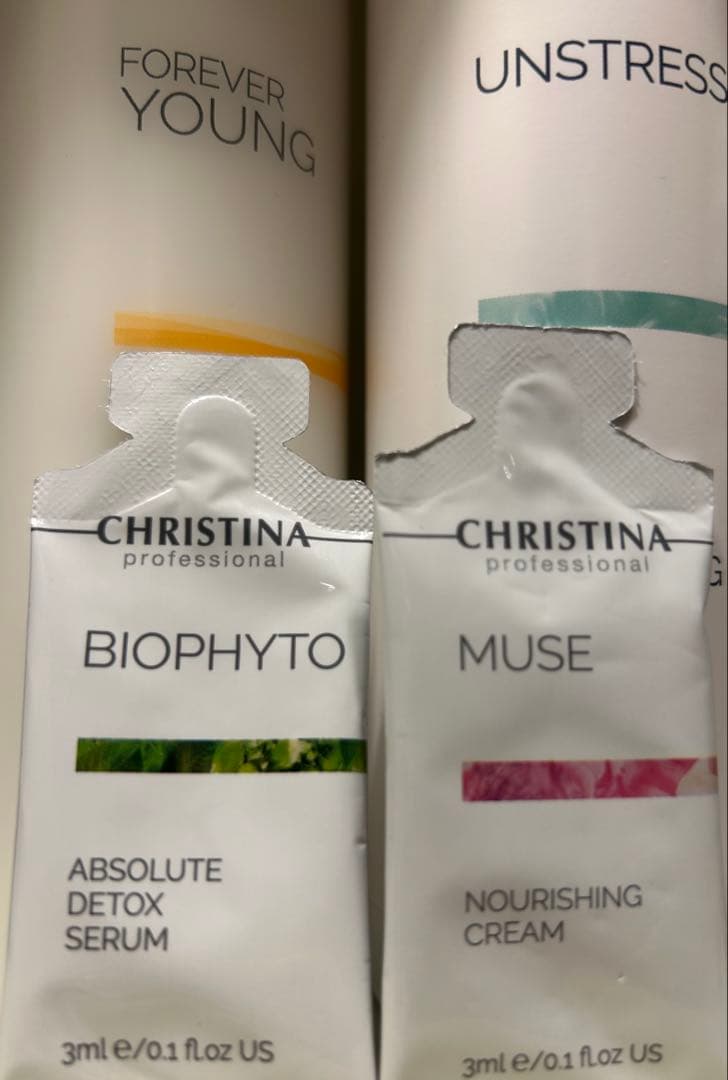 FOREVER
YOUNG
UNSTRESS
CHRISTINA
professional
BIOPHYTO
ABSOLUTE
DETOX
SERUM
3ml e/0.1 fl.oz US
CHRISTINA
professional
MUSE
NOURISHING
CREAM
3ml e/0.1 fl.oz US